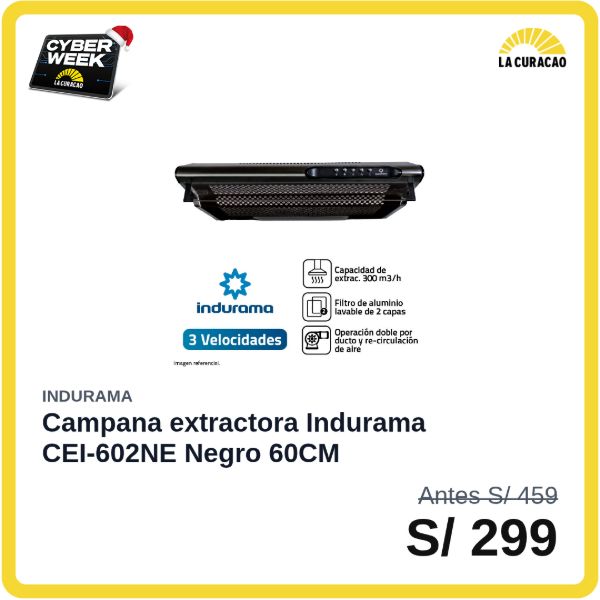 CYBER
WEEK
LA CURACAO
LA CURACAO
indurama
3 Velocidades
Imagen referencial.
Capacidad de
extrac. 300 m3/h
Filtro de aluminio
lavable de 2 capas
Operación doble por
ducto y re-circulación
de aire
INDURAMA
Campana extractora Indurama
CEI-602NE Negro 60CM
Antes S/ 459
S/ 299